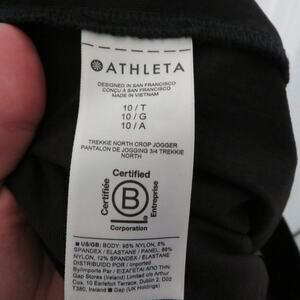 ATHLETA
DESIGNED IN SAN FRANCISCO
CONÇU À SAN FRANCISCO
MADE IN VIETNAM
10 / T
10 / G
10 / A
TREKKIE NORTH CROP JOGGER
PANTALON DE JOGGING 3/4 TREKKIE
NORTH
Certified
Certifiée
B
Entreprise
Corporation
US/GB: BODY: 95% NYLON, 5%
SPANDEX / ELASTANE; PANEL: 88%
NYLON, 12% SPANDEX / ELASTANE
DISTRIBUIDO POR / Imported
by/Importé Par / ΕΙΣΑΓΕΤΑΙ ΑΠΟ ΤΗΝ:
Gap Stores (Ireland) Limited c/o Arthur
Cox, 10 Earlsfort Terrace, Dublin 2, D02
T380, Ireland Gap (UK Holdings)